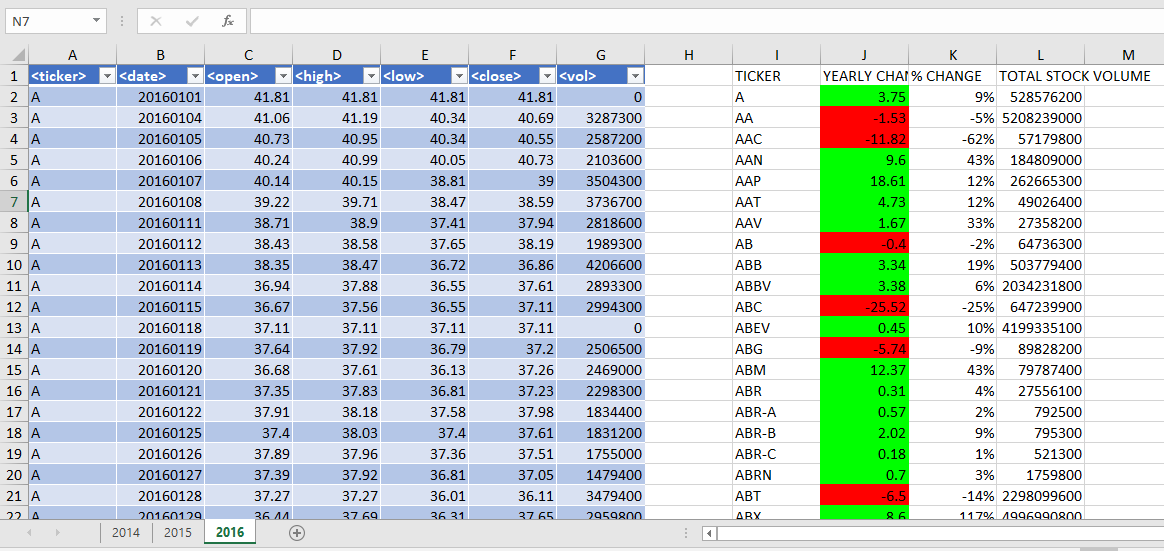 N7 fx
A B C D E F G H I J K L M
1 <ticker> <date> <open> <high> <low> <close> <vol> TICKER YEARLY CHAN % CHANGE TOTAL STOCK VOLUME
2 A 20160101 41.81 41.81 41.81 41.81 0 A 3.75 9% 528576200
3 A 20160104 41.06 41.19 40.34 40.69 3287300 AA -1.53 -5% 5208239000
4 A 20160105 40.73 40.95 40.34 40.55 2587200 AAC -11.82 -62% 57179800
5 A 20160106 40.24 40.99 40.05 40.73 2103600 AAN 9.6 43% 184809000
6 A 20160107 40.14 40.15 38.81 39 3504300 AAP 18.61 12% 262665300
7 A 20160108 39.22 39.71 38.47 38.59 3736700 AAT 4.73 12% 49026400
8 A 20160111 38.71 38.9 37.41 37.94 2818600 AAV 1.67 33% 27358200
9 A 20160112 38.43 38.58 37.65 38.19 1989300 AB -0.4 -2% 64736300
10 A 20160113 38.35 38.47 36.72 36.86 4206600 ABB 3.34 19% 503779400
11 A 20160114 36.94 37.88 36.55 37.61 2893300 ABBV 3.38 6% 2034231800
12 A 20160115 36.67 37.56 36.55 37.11 2994300 ABC -25.52 -25% 647239900
13 A 20160118 37.11 37.11 37.11 37.11 0 ABEV 0.45 10% 4199335100
14 A 20160119 37.64 37.92 36.79 37.2 2506500 ABG -5.74 -9% 89828200
15 A 20160120 36.68 37.61 36.13 37.26 2469000 ABM 12.37 43% 79787400
16 A 20160121 37.35 37.83 36.81 37.23 2298300 ABR 0.31 4% 27556100
17 A 20160122 37.91 38.18 37.58 37.98 1834400 ABR-A 0.57 2% 792500
18 A 20160125 37.4 38.03 37.4 37.61 1831200 ABR-B 2.02 9% 795300
19 A 20160126 37.89 37.96 37.36 37.51 1755000 ABR-C 0.18 1% 521300
20 A 20160127 37.39 37.92 36.81 37.05 1479400 ABRN 0.7 3% 1759800
21 A 20160128 37.27 37.27 36.01 36.11 3479400 ABT -6.5 -14% 2298099600
22 A 20160129 36.44 37.69 36.31 37.65 2959800 ABX 8.6 117% 4996990800
2014 2015 2016